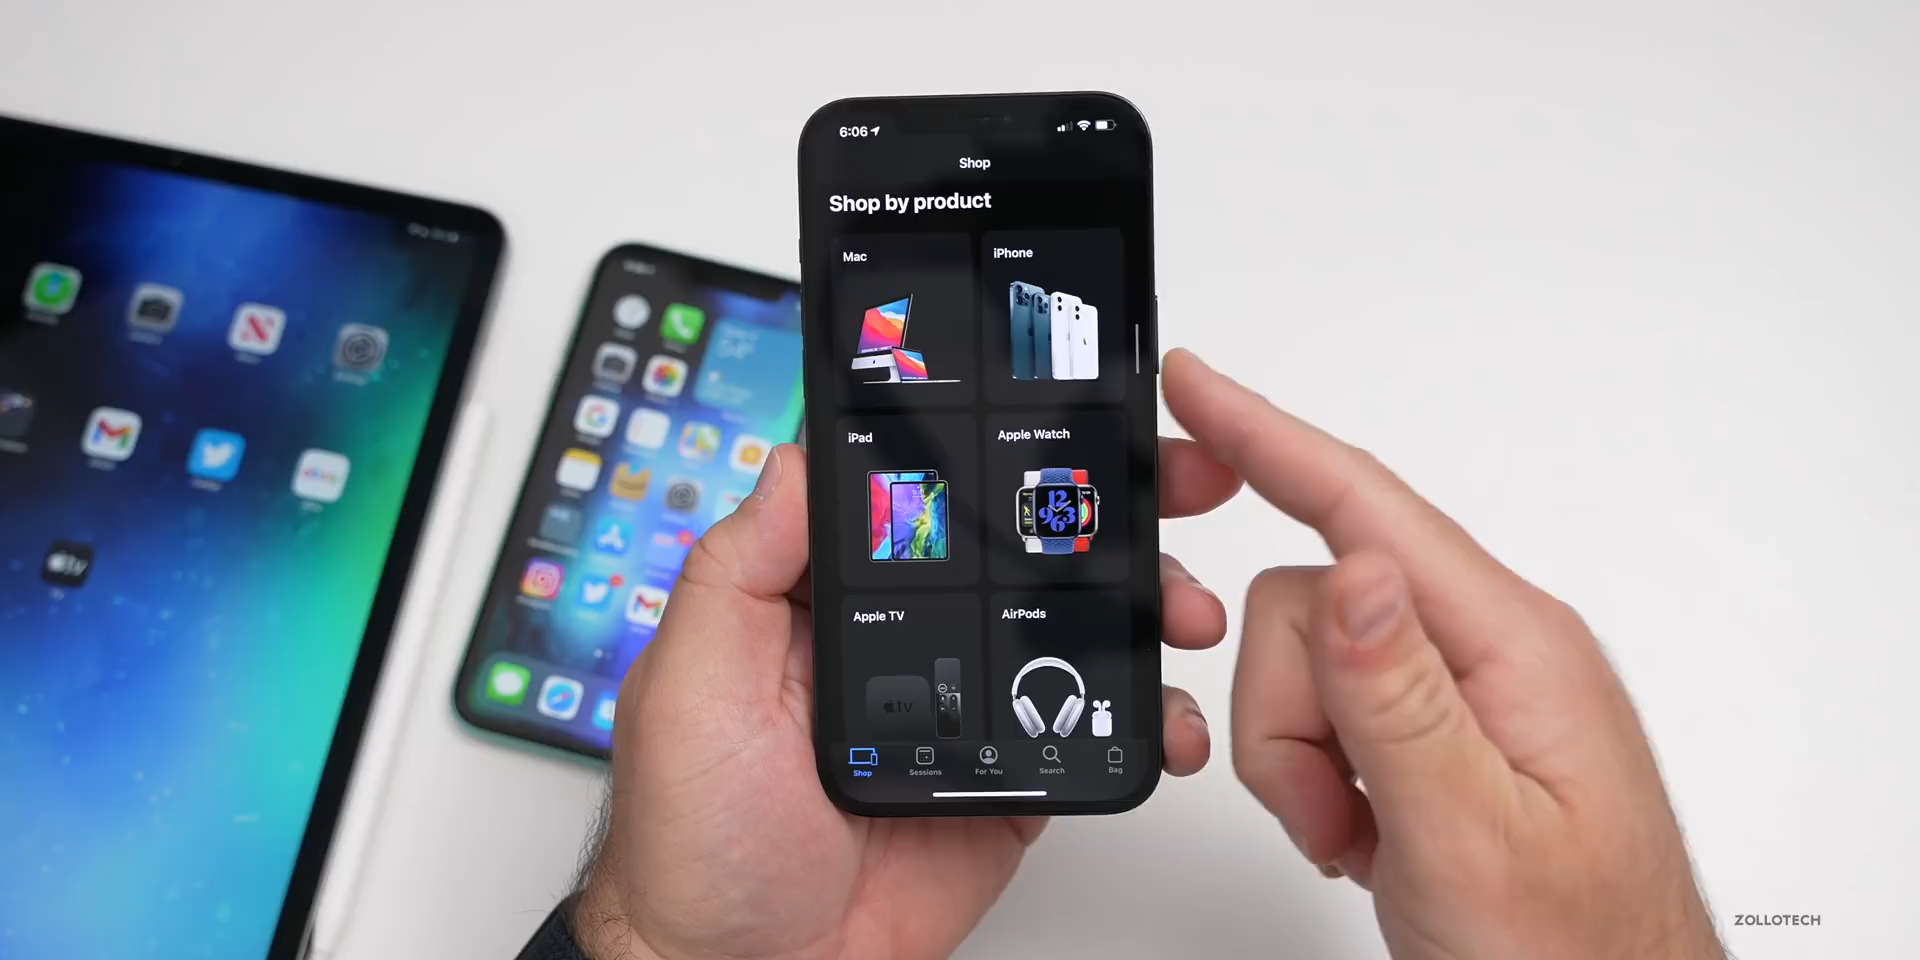 6:06
Shop
Shop by product
Mac
iPhone
iPad
Apple Watch
Apple TV
AirPods
tv
Shop
Sessions
For You
Search
Bag
tv
ZOLLOTECH